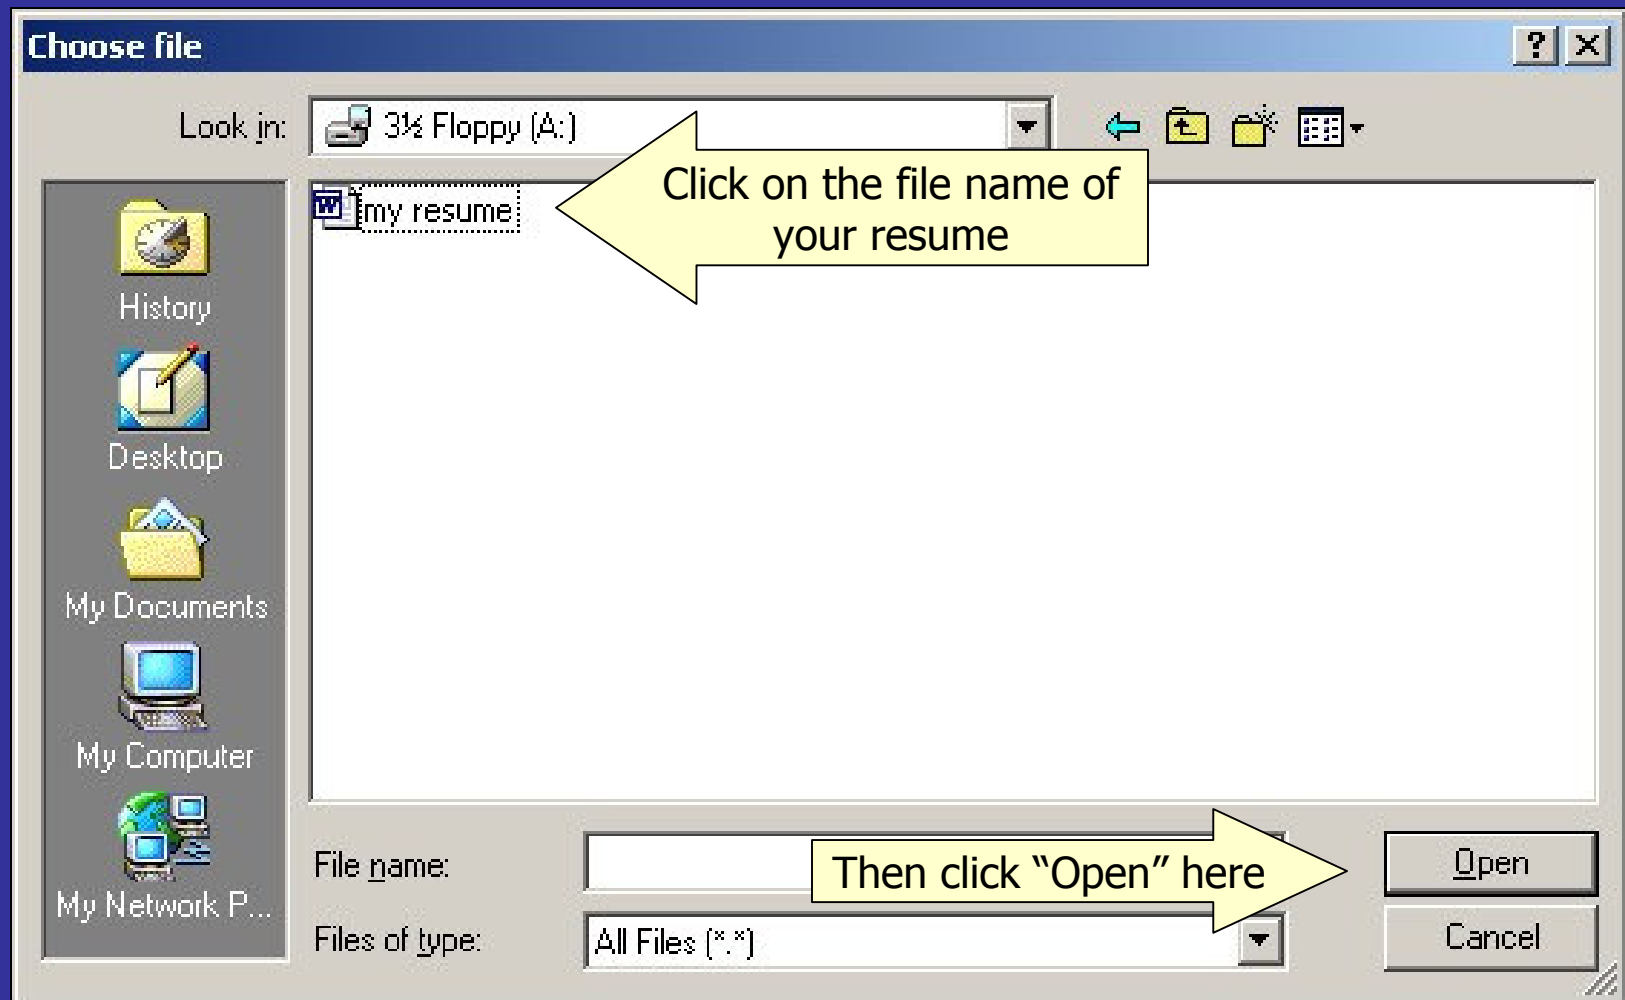 Choose file
Look in:
3½ Floppy (A:)
my resume
Click on the file name of
your resume
History
Desktop
My Documents
My Computer
My Network P...
File name:
Then click “Open” here
Open
Files of type:
All Files (*.*)
Cancel